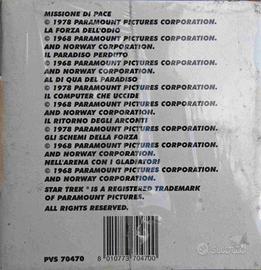 MISSIONE DI PACE
© 1978 PARAMOUNT PICTURES CORPORATION.
LA FORZA DELL'ODIO
© 1968 PARAMOUNT PICTURES CORPORATION.
AND NORWAY CORPORATION.
IL PARADISO PERDUTO
© 1968 PARAMOUNT PICTURES CORPORATION.
AND NORWAY CORPORATION.
AL DI QUA DEL PARADISO
© 1968 PARAMOUNT PICTURES CORPORATION.
IL COMPUTER CHE UCCIDE
© 1968 PARAMOUNT PICTURES CORPORATION.
AND NORWAY CORPORATION.
IL RITORNO DEGLI ARCONTI
© 1978 PARAMOUNT PICTURES CORPORATION.
GLI SCHEMI DELLA FORZA
© 1968 PARAMOUNT PICTURES CORPORATION.
AND NORWAY CORPORATION.
NELL'ARENA CON I GLADIATORI
© 1968 PARAMOUNT PICTURES CORPORATION.
AND NORWAY CORPORATION.
STAR TREK ® IS A REGISTERED TRADEMARK
OF PARAMOUNT PICTURES.
ALL RIGHTS RESERVED.
PVS 70470
8 010773 704700
subito